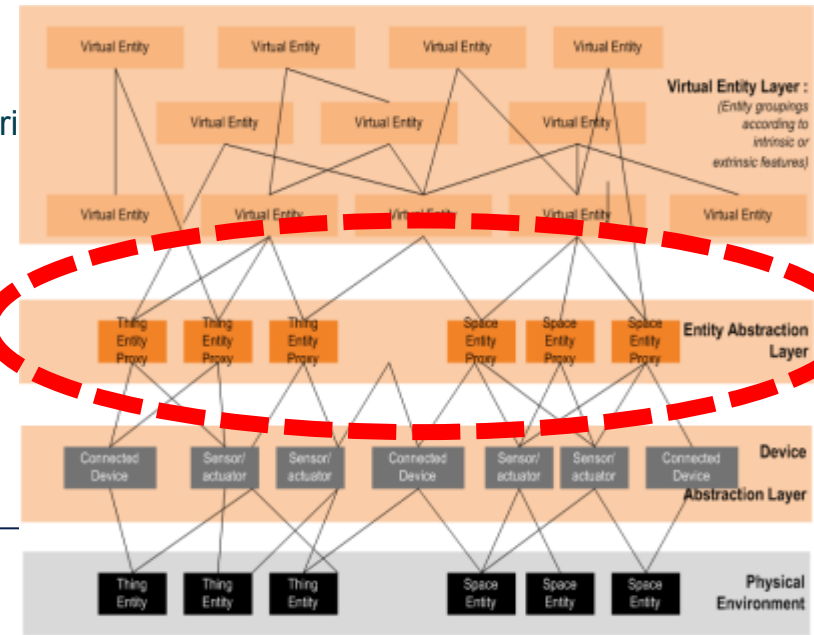 Virtual Entity Virtual Entity Virtual Entity Virtual Entity
Virtual Entity Layer :
(Entity groupings
according to
intrinsic or
extrinsic features)
ri
Virtual Entity Virtual Entity Virtual Entity
Virtual Entity Virtual Entity Virtual Entity Virtual Entity Virtual Entity
Thing
Entity
Proxy
Thing
Entity
Proxy
Thing
Entity
Proxy
Space
Entity
Proxy
Space
Entity
Proxy
Space
Entity
Proxy
Entity Abstraction
Layer
Connected
Device
Sensor/
actuator
Sensor/
actuator
Connected
Device
Sensor/
actuator
Sensor/
actuator
Connected
Device
Device
Abstraction Layer
Thing
Entity
Thing
Entity
Thing
Entity
Space
Entity
Space
Entity
Space
Entity
Physical
Environment